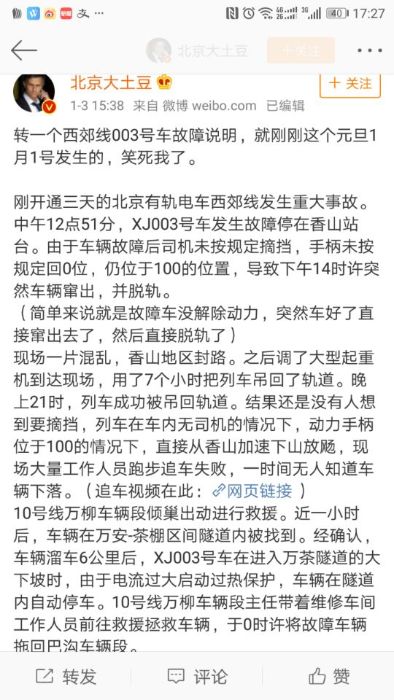 17:27
北京大土豆
关注
北京大土豆
1-3 15:38 来自 微博 weibo.com 已编辑
+ 关注
转一个西郊线003号车故障说明，就刚刚这个元旦1
月1号发生的，笑死我了。
刚开通三天的北京有轨电车西郊线发生重大事故。
中午12点51分，XJ003号车发生故障停在香山站
台。由于车辆故障后司机未按规定摘挡，手柄未按
规定回0位，仍位于100的位置，导致下午14时许突
然车辆窜出，并脱轨。
（简单来说就是故障车没解除动力，突然车好了直
接窜出去了，然后直接脱轨了）
现场一片混乱，香山地区封路。之后调了大型起重
机到达现场，用了7个小时把列车吊回了轨道。晚
上21时，列车成功被吊回轨道。结果还是没有人想
到要摘挡，列车在车内无司机的情况下，动力手柄
位于100的情况下，直接从香山加速下山放飏，现
场大量工作人员跑步追车失败，一时间无人知道车
辆下落。（追车视频在此：网页链接 ）
10号线万柳车辆段倾巢出动进行救援。近一小时
后，车辆在万安-茶棚区间隧道内被找到。经确认，
车辆溜车6公里后，XJ003号车在进入万茶隧道的大
下坡时，由于电流过大启动过热保护，车辆在隧道
内自动停车。10号线万柳车辆段主任带着维修车间
工作人员前往救援拯救车辆，于0时许将故障车辆
拖回巴沟车辆段。
转发
评论
赞